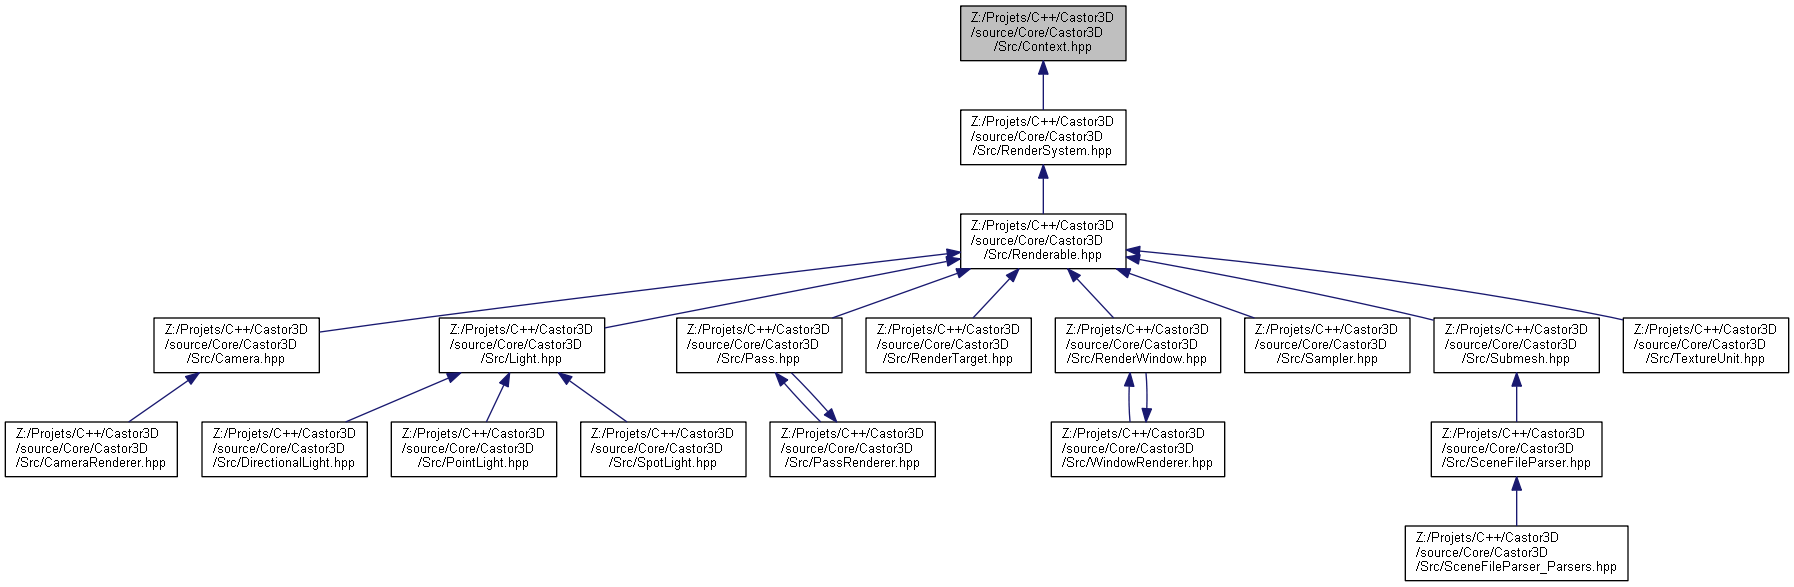 Z:/Projets/C++/Castor3D
/source/Core/Castor3D
/Src/Context.hpp
Z:/Projets/C++/Castor3D
/source/Core/Castor3D
/Src/RenderSystem.hpp
Z:/Projets/C++/Castor3D
/source/Core/Castor3D
/Src/Renderable.hpp
Z:/Projets/C++/Castor3D
/source/Core/Castor3D
/Src/Camera.hpp
Z:/Projets/C++/Castor3D
/source/Core/Castor3D
/Src/Light.hpp
Z:/Projets/C++/Castor3D
/source/Core/Castor3D
/Src/Pass.hpp
Z:/Projets/C++/Castor3D
/source/Core/Castor3D
/Src/RenderTarget.hpp
Z:/Projets/C++/Castor3D
/source/Core/Castor3D
/Src/RenderWindow.hpp
Z:/Projets/C++/Castor3D
/source/Core/Castor3D
/Src/Sampler.hpp
Z:/Projets/C++/Castor3D
/source/Core/Castor3D
/Src/Submesh.hpp
Z:/Projets/C++/Castor3D
/source/Core/Castor3D
/Src/TextureUnit.hpp
Z:/Projets/C++/Castor3D
/source/Core/Castor3D
/Src/CameraRenderer.hpp
Z:/Projets/C++/Castor3D
/source/Core/Castor3D
/Src/DirectionalLight.hpp
Z:/Projets/C++/Castor3D
/source/Core/Castor3D
/Src/PointLight.hpp
Z:/Projets/C++/Castor3D
/source/Core/Castor3D
/Src/SpotLight.hpp
Z:/Projets/C++/Castor3D
/source/Core/Castor3D
/Src/PassRenderer.hpp
Z:/Projets/C++/Castor3D
/source/Core/Castor3D
/Src/WindowRenderer.hpp
Z:/Projets/C++/Castor3D
/source/Core/Castor3D
/Src/SceneFileParser.hpp
Z:/Projets/C++/Castor3D
/source/Core/Castor3D
/Src/SceneFileParser_Parsers.hpp